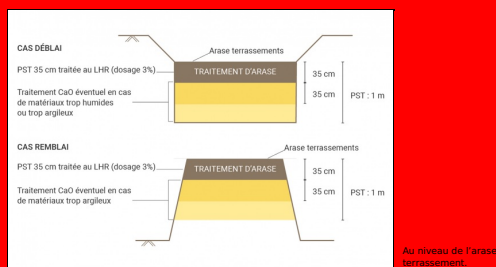 CAS DÉBLAI
Arase terrassements
PST 35 cm traitée au LHR (dosage 3%)
TRAITEMENT D'ARASE
35 cm
Traitement CaO éventuel en cas
de matériaux trop humides
ou trop argileux
35 cm
PST : 1 m
CAS REMBLAI
Arase terrassements
PST 35 cm traitée au LHR (dosage 3%)
TRAITEMENT D'ARASE
35 cm
Traitement CaO éventuel en cas
de matériaux trop argileux
35 cm
PST : 1 m
Au niveau de l'arase
terrassement.